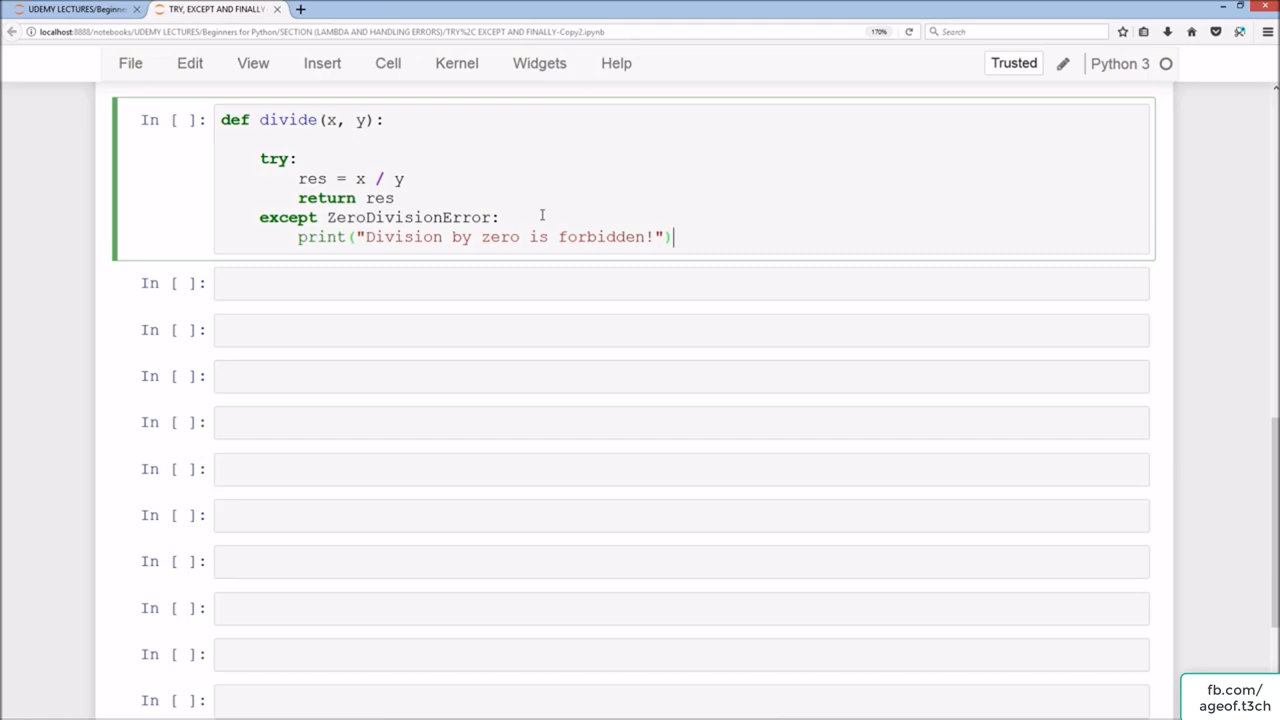 UDEMY LECTURES/Beginner
TRY, EXCEPT AND FINALLY-
localhost:8888/notebooks/UDEMY LECTURES/Beginners for Python/SECTION (LAMBDA AND HANDLING ERRORS)/TRY%2C EXCEPT AND FINALLY-Copy2.ipynb
170%
Search
File Edit View Insert Cell Kernel Widgets Help
Trusted
Python 3
In [ ]: def divide(x, y):
try:
res = x / y
return res
except ZeroDivisionError:
print("Division by zero is forbidden!")
In [ ]:
In [ ]:
In [ ]:
In [ ]:
In [ ]:
In [ ]:
In [ ]:
In [ ]:
In [ ]:
In [ ]:
fb.com/
ageof.t3ch